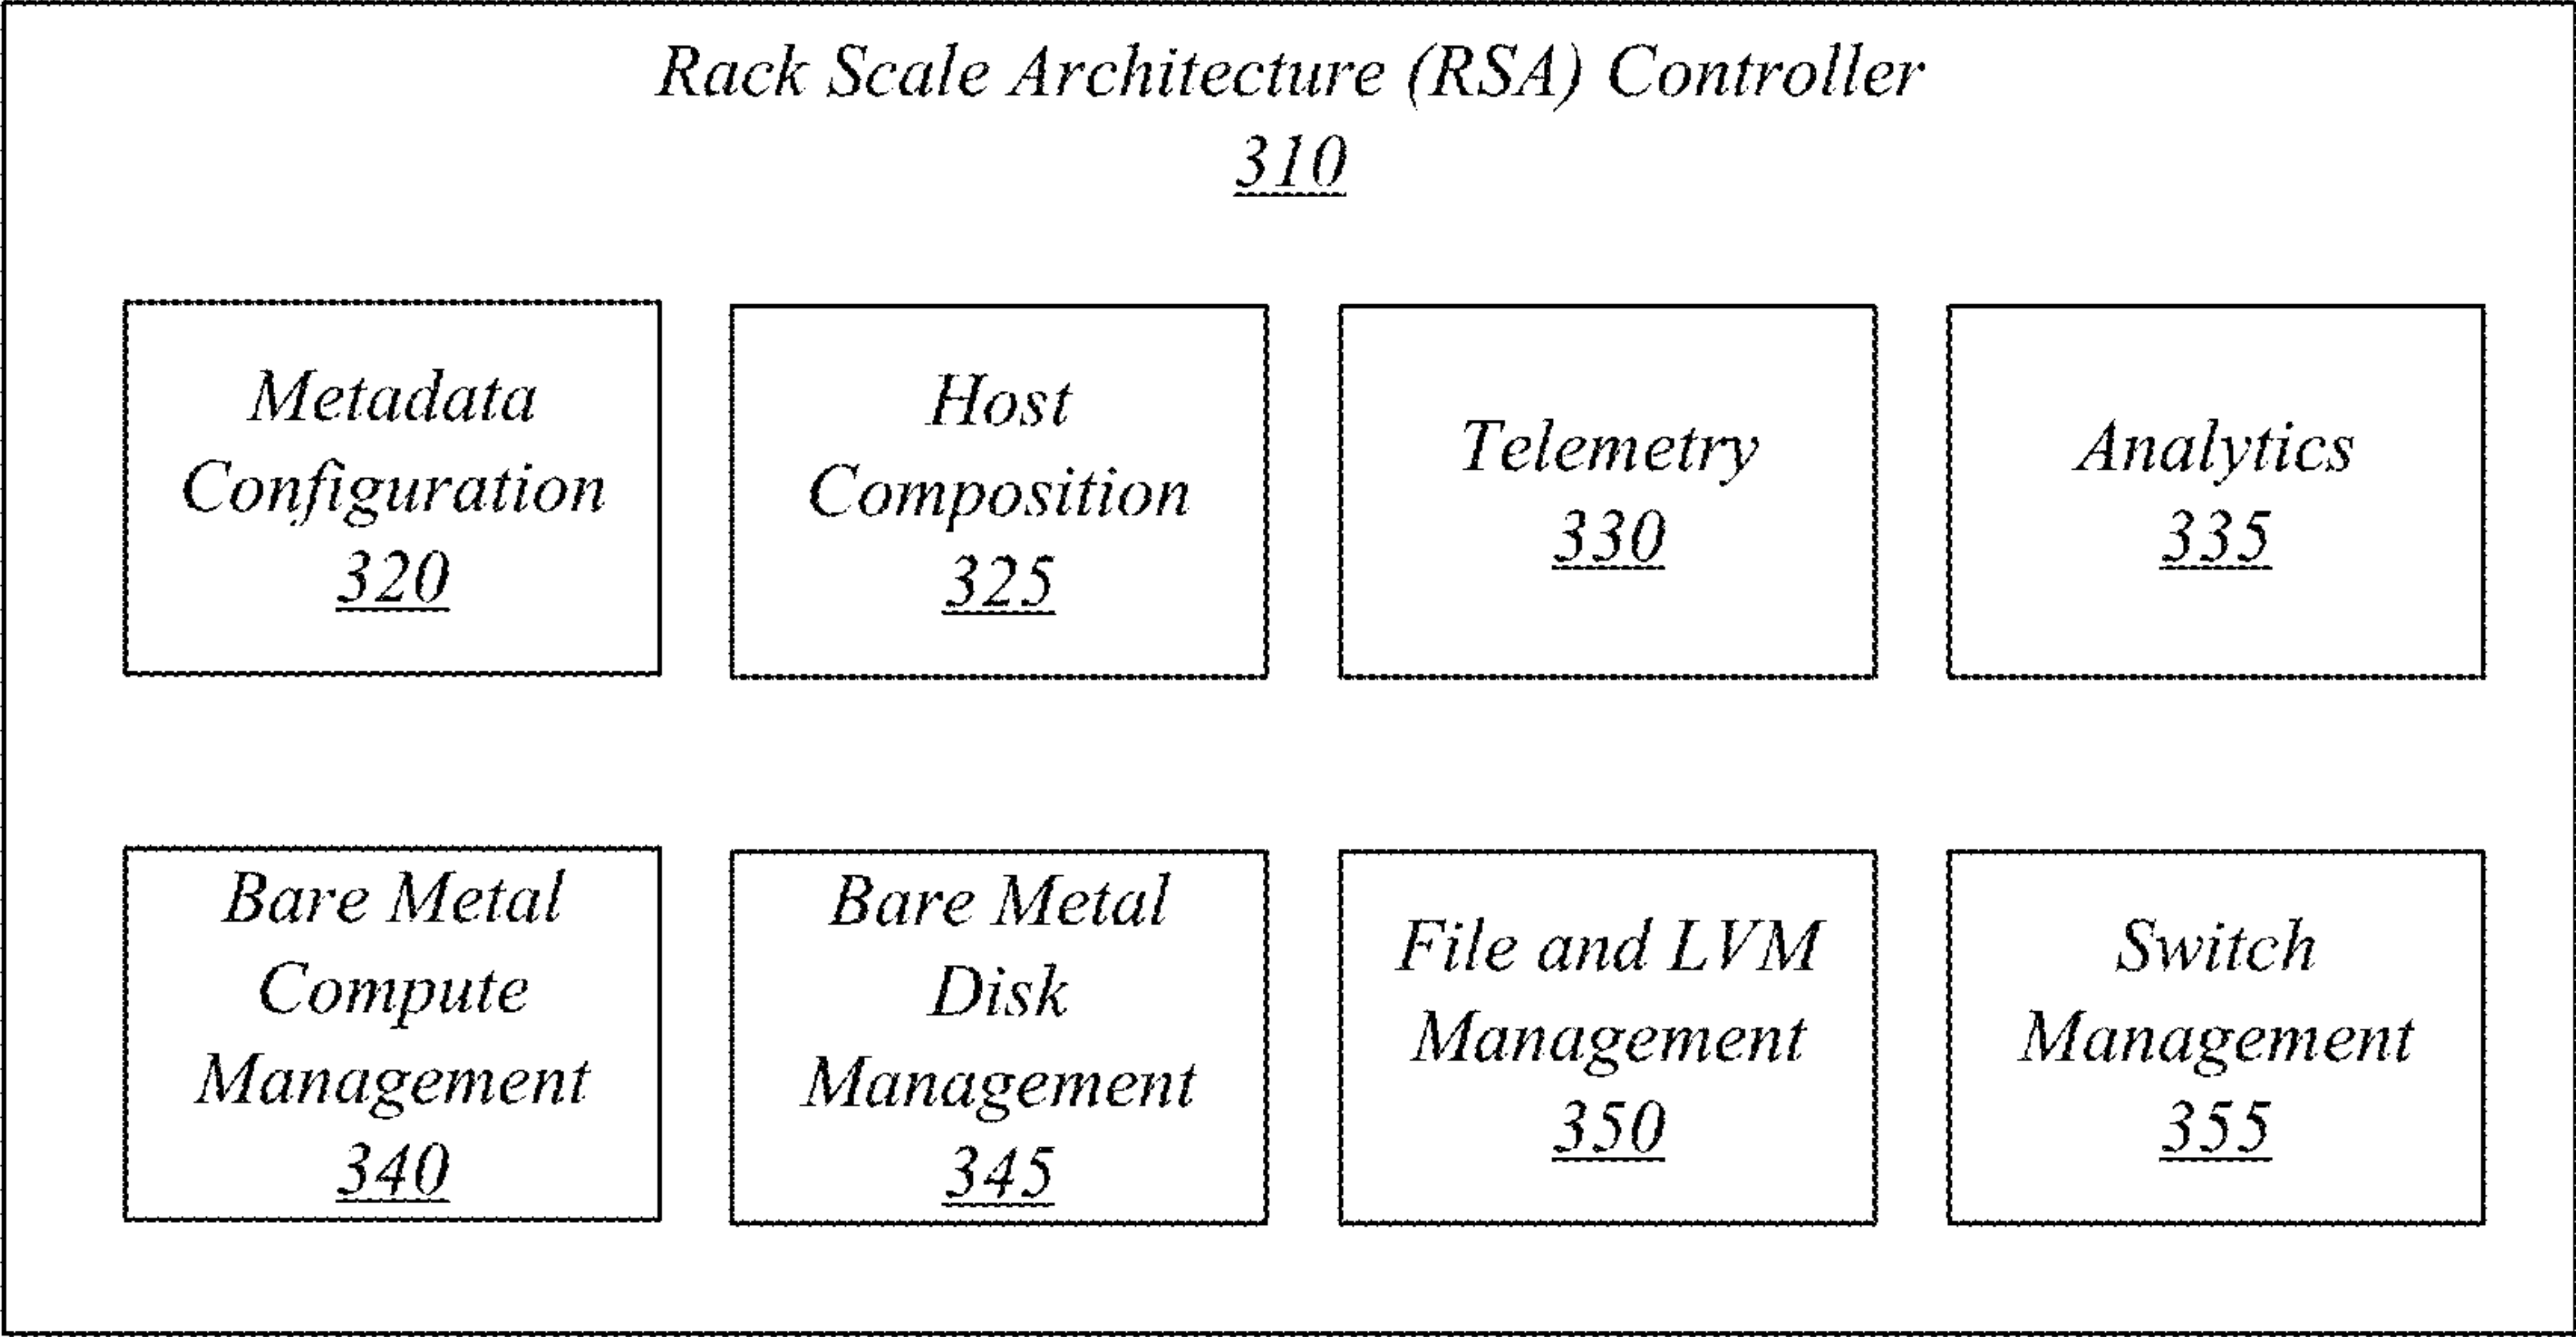 Rack Scale Architecture (RSA) Controller
310
Metadata
Configuration
320
Host
Composition
325
Telemetry
330
Analytics
335
Bare Metal
Compute
Management
340
Bare Metal
Disk
Management
345
File and LVM
Management
350
Switch
Management
355